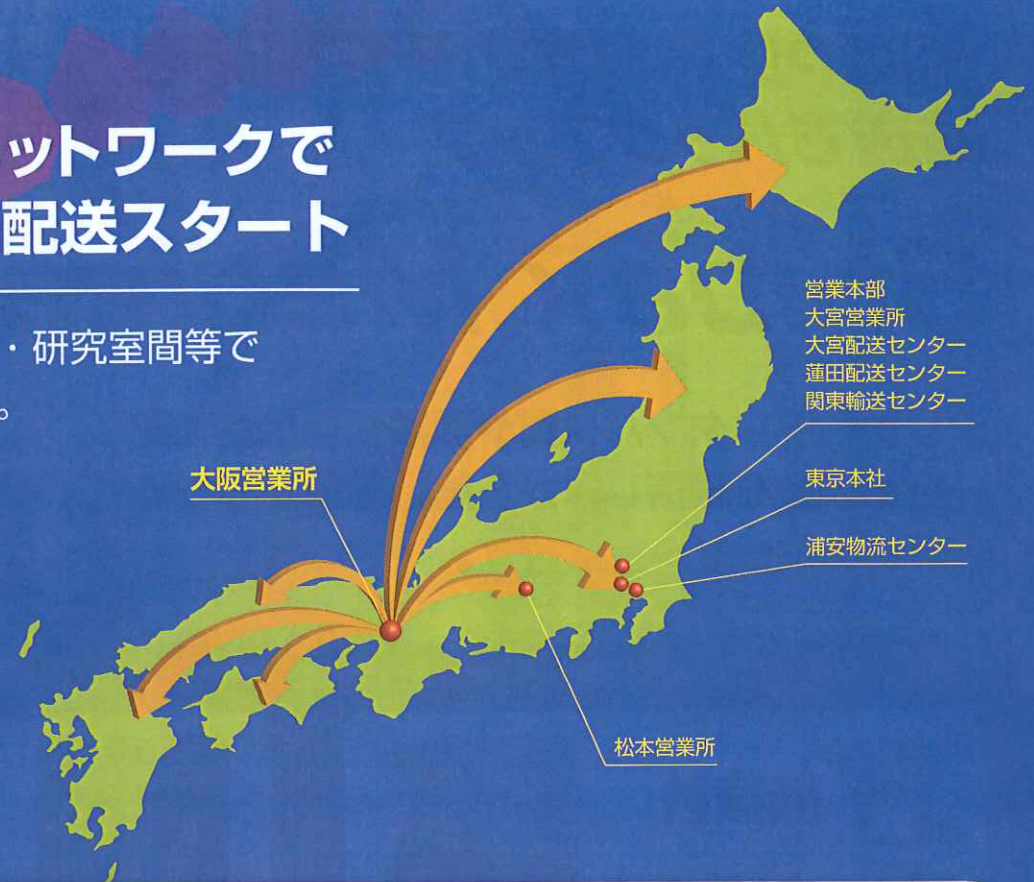 ットワークで
配送スタート
・研究室間等で
。
営業本部
大宮営業所
大宮配送センター
蓮田配送センター
関東輸送センター
大阪営業所
東京本社
浦安物流センター
松本営業所